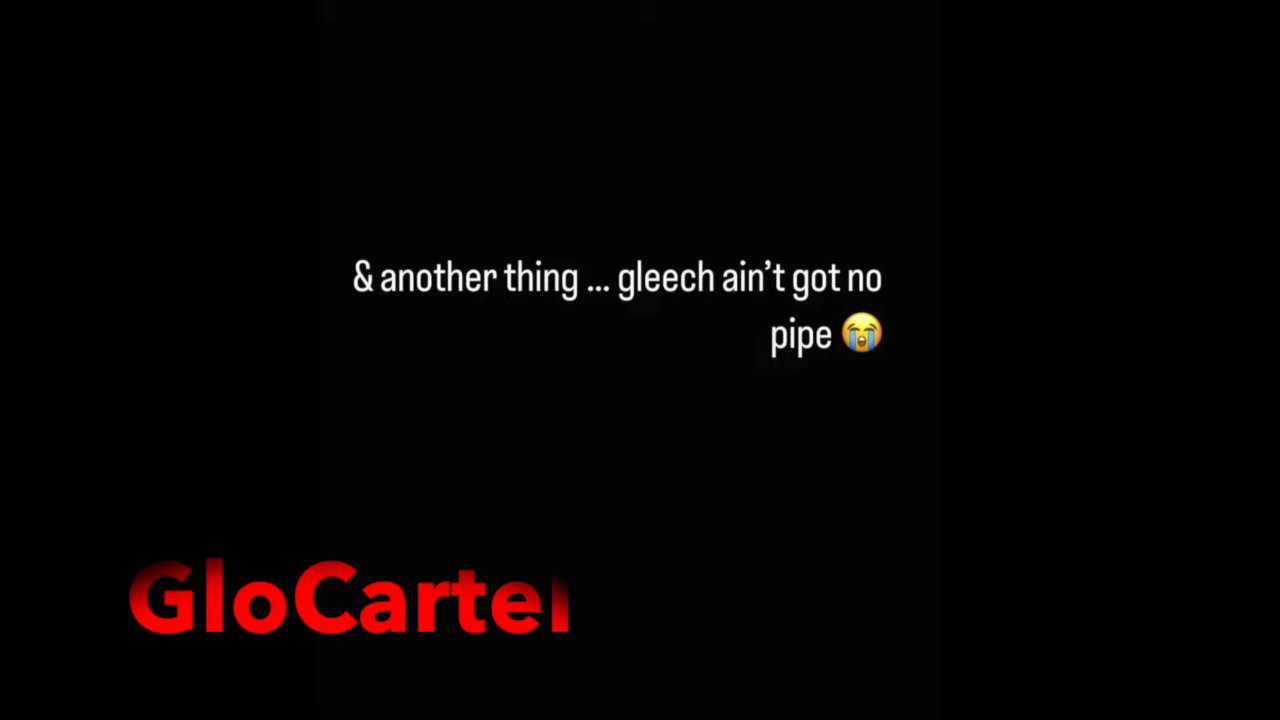 & another thing ... gleech ain’t got no
pipe 😭
GloCartel